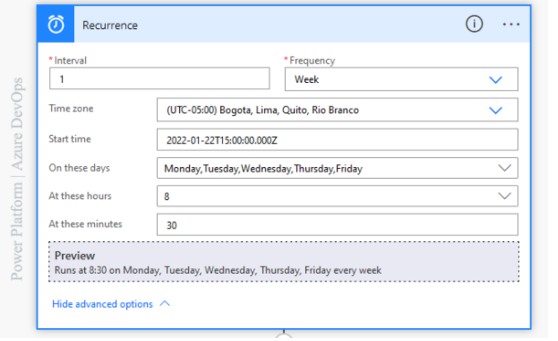 Recurrence
* Interval
1
* Frequency
Week
Time zone
(UTC-05:00) Bogota, Lima, Quito, Rio Branco
Start time
2022-01-22T15:00:00.000Z
On these days
Monday,Tuesday,Wednesday,Thursday,Friday
At these hours
8
At these minutes
30
Preview
Runs at 8:30 on Monday, Tuesday, Wednesday, Thursday, Friday every week
Hide advanced options
Power Platform | Azure DevOps